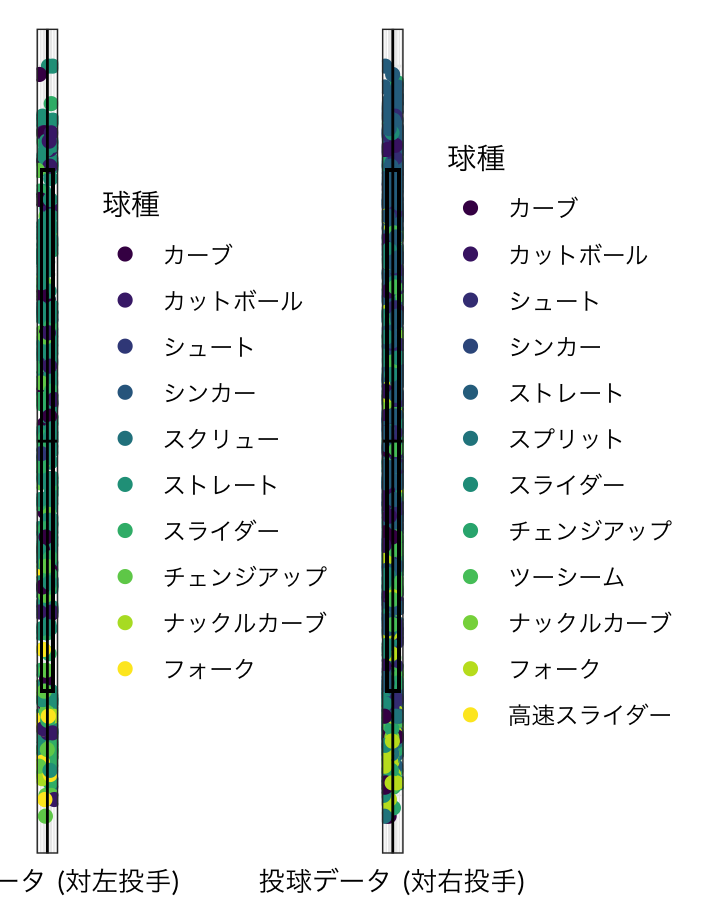 球種
カーブ
カットボール
シュート
シンカー
スクリュー
ストレート
スライダー
チェンジアップ
ナックルカーブ
フォーク
球種
カーブ
カットボール
シュート
シンカー
ストレート
スプリット
スライダー
チェンジアップ
ツーシーム
ナックルカーブ
フォーク
高速スライダー
ータ (対左投手)
投球データ (対右投手)